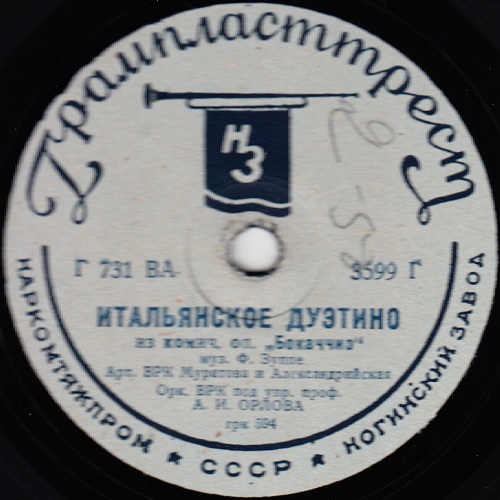 Грампласттрест
НЗ
Г 731 ВА
3599 Г
ИТАЛЬЯНСКОЕ ДУЭТИНО
из комич. оп. „Бокаччио“
муз. Ф. Зуппе
Арт. ВРК Муратова и Александрийская
Орк. ВРК под упр. проф.
А. И. ОРЛОВА
грк 594
НАРКОМТЯЖПРОМ ★ СССР ★ НОГИНСКИЙ ЗАВОД